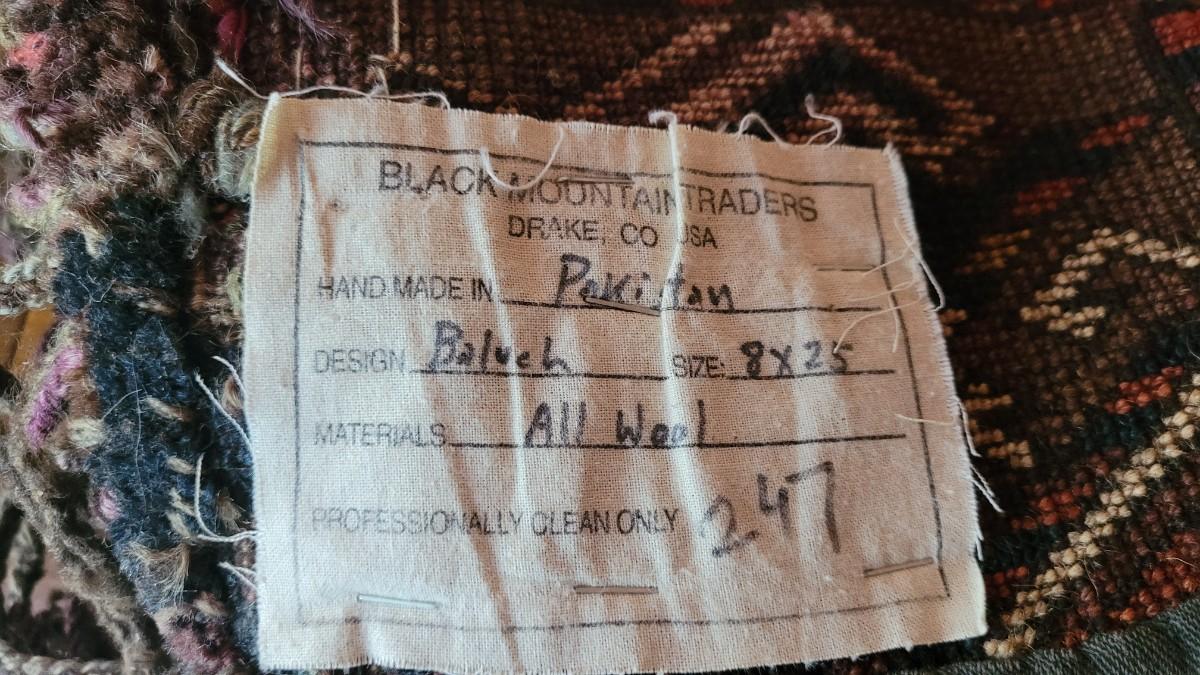 BLACK MOUNTAIN TRADERS
DRAKE, CO USA
HAND MADE IN Pakistan
DESIGN Baluch SIZE: 8X25
MATERIALS All Wool
PROFESSIONALLY CLEAN ONLY 247